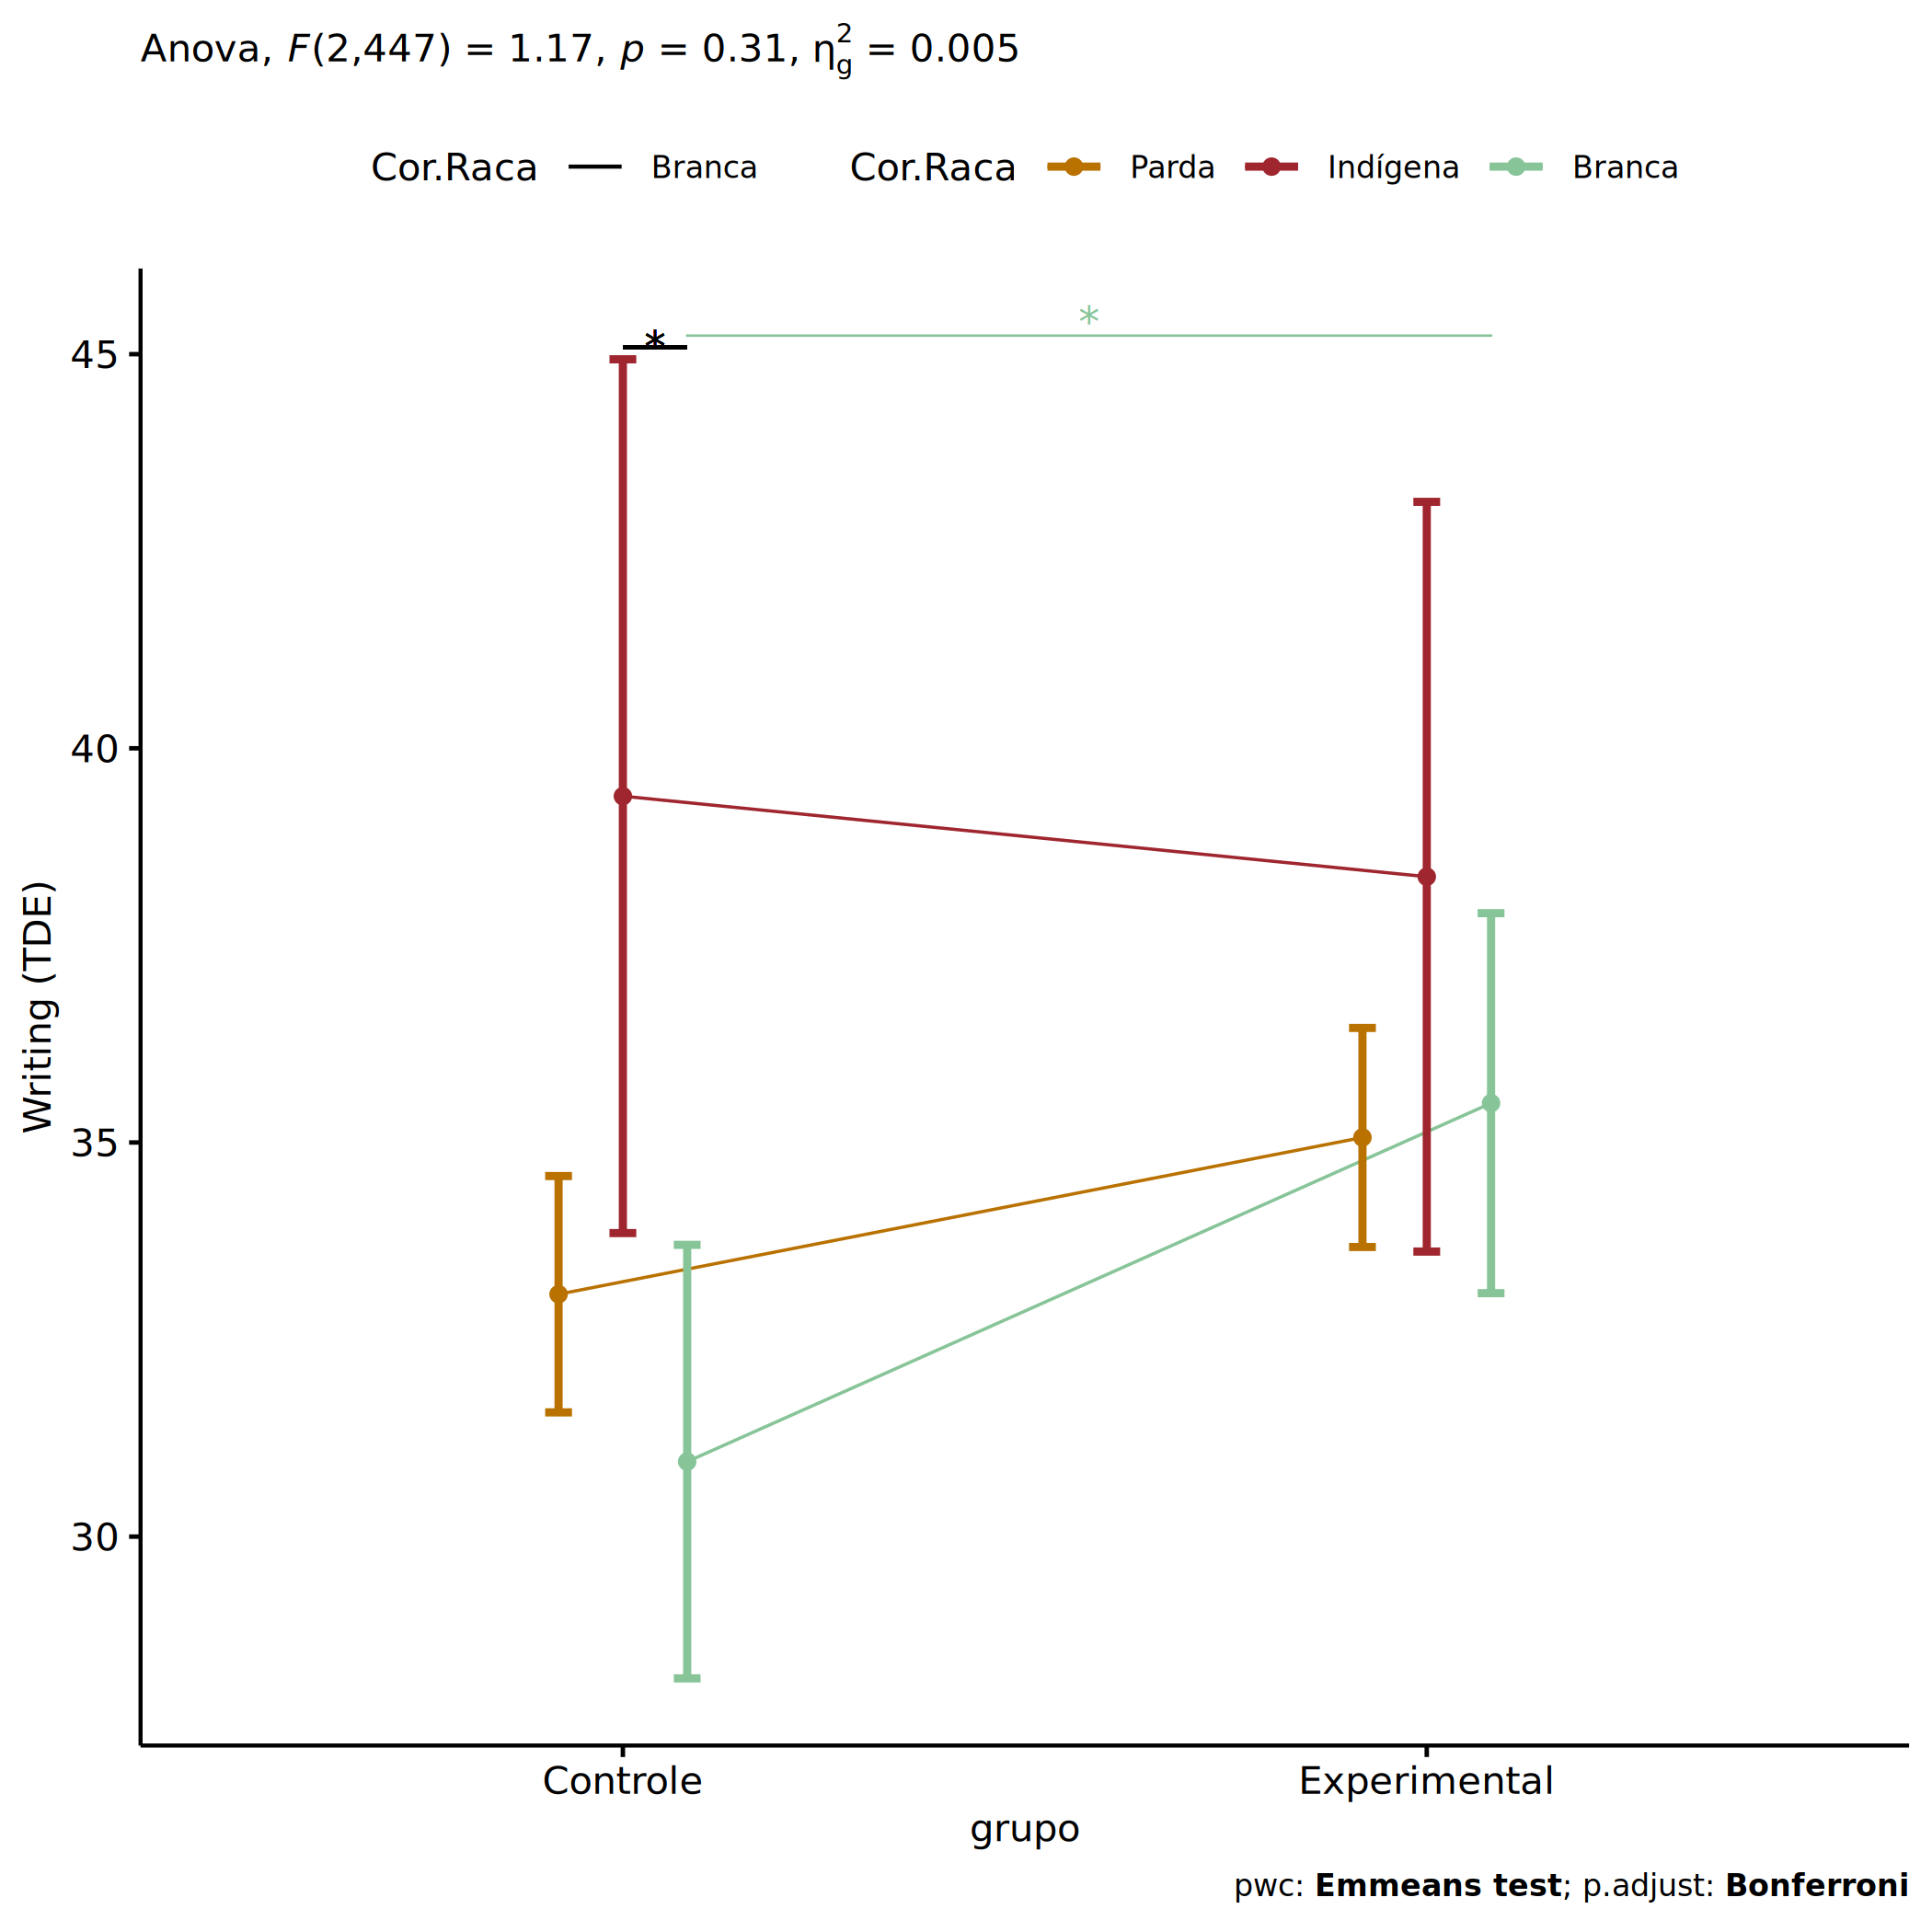 Anova, F(2,447) = 1.17, p = 0.31, η²g = 0.005
Cor.Raca Branca Cor.Raca Parda Indígena Branca
*
*
45
40
35
30
Writing (TDE)
Controle Experimental
grupo
pwc: Emmeans test; p.adjust: Bonferroni